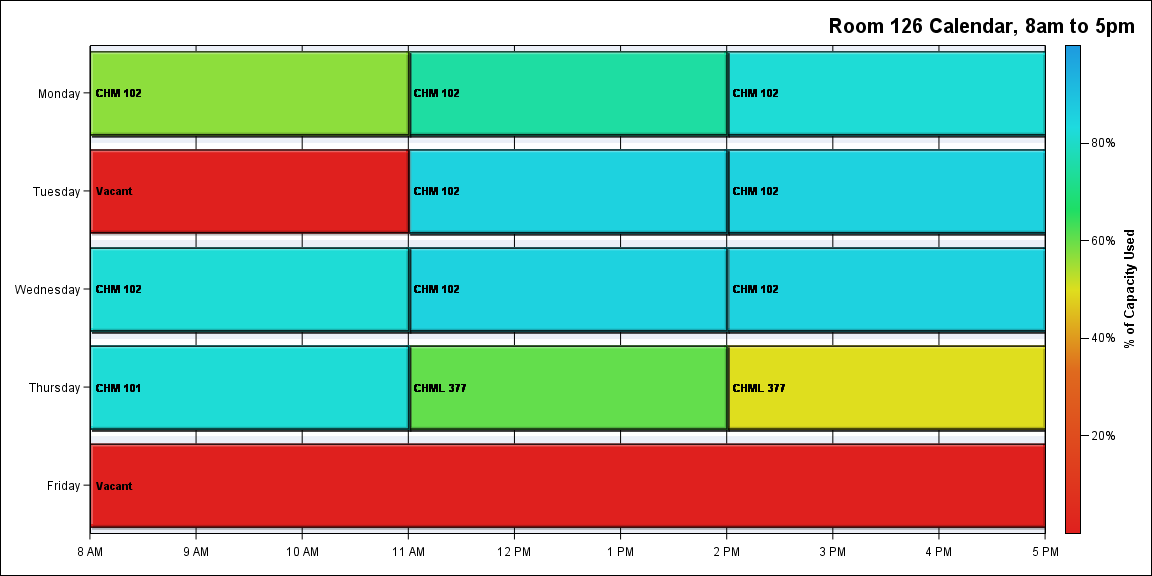 Room 126 Calendar, 8am to 5pm
Monday
CHM 102
CHM 102
CHM 102
Tuesday
Vacant
CHM 102
CHM 102
Wednesday
CHM 102
CHM 102
CHM 102
Thursday
CHM 101
CHML 377
CHML 377
Friday
Vacant
8 AM
9 AM
10 AM
11 AM
12 PM
1 PM
2 PM
3 PM
4 PM
5 PM
80%
60%
40%
20%
% of Capacity Used